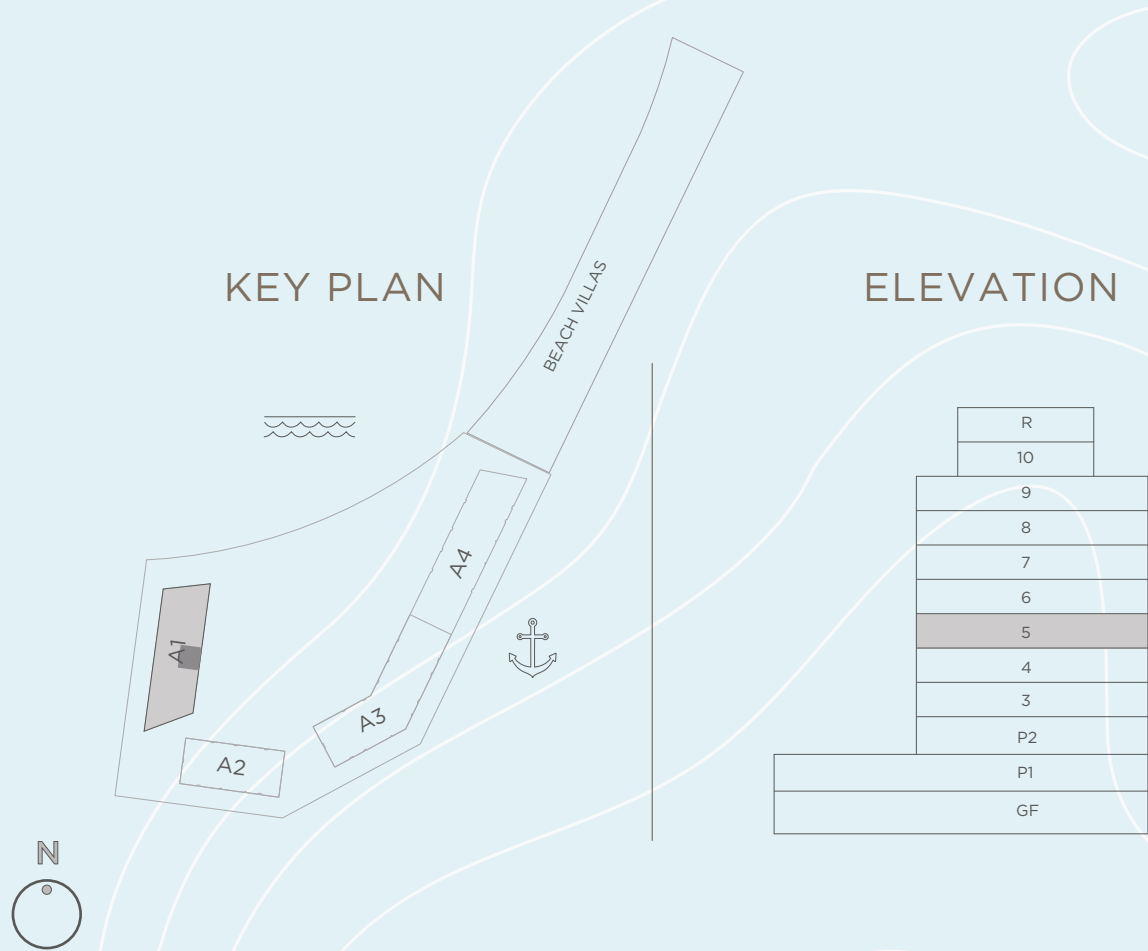 KEY PLAN
ELEVATION
BEACH VILLAS
A4
A1
A3
A2
N
R
10
9
8
7
6
5
4
3
P2
P1
GF